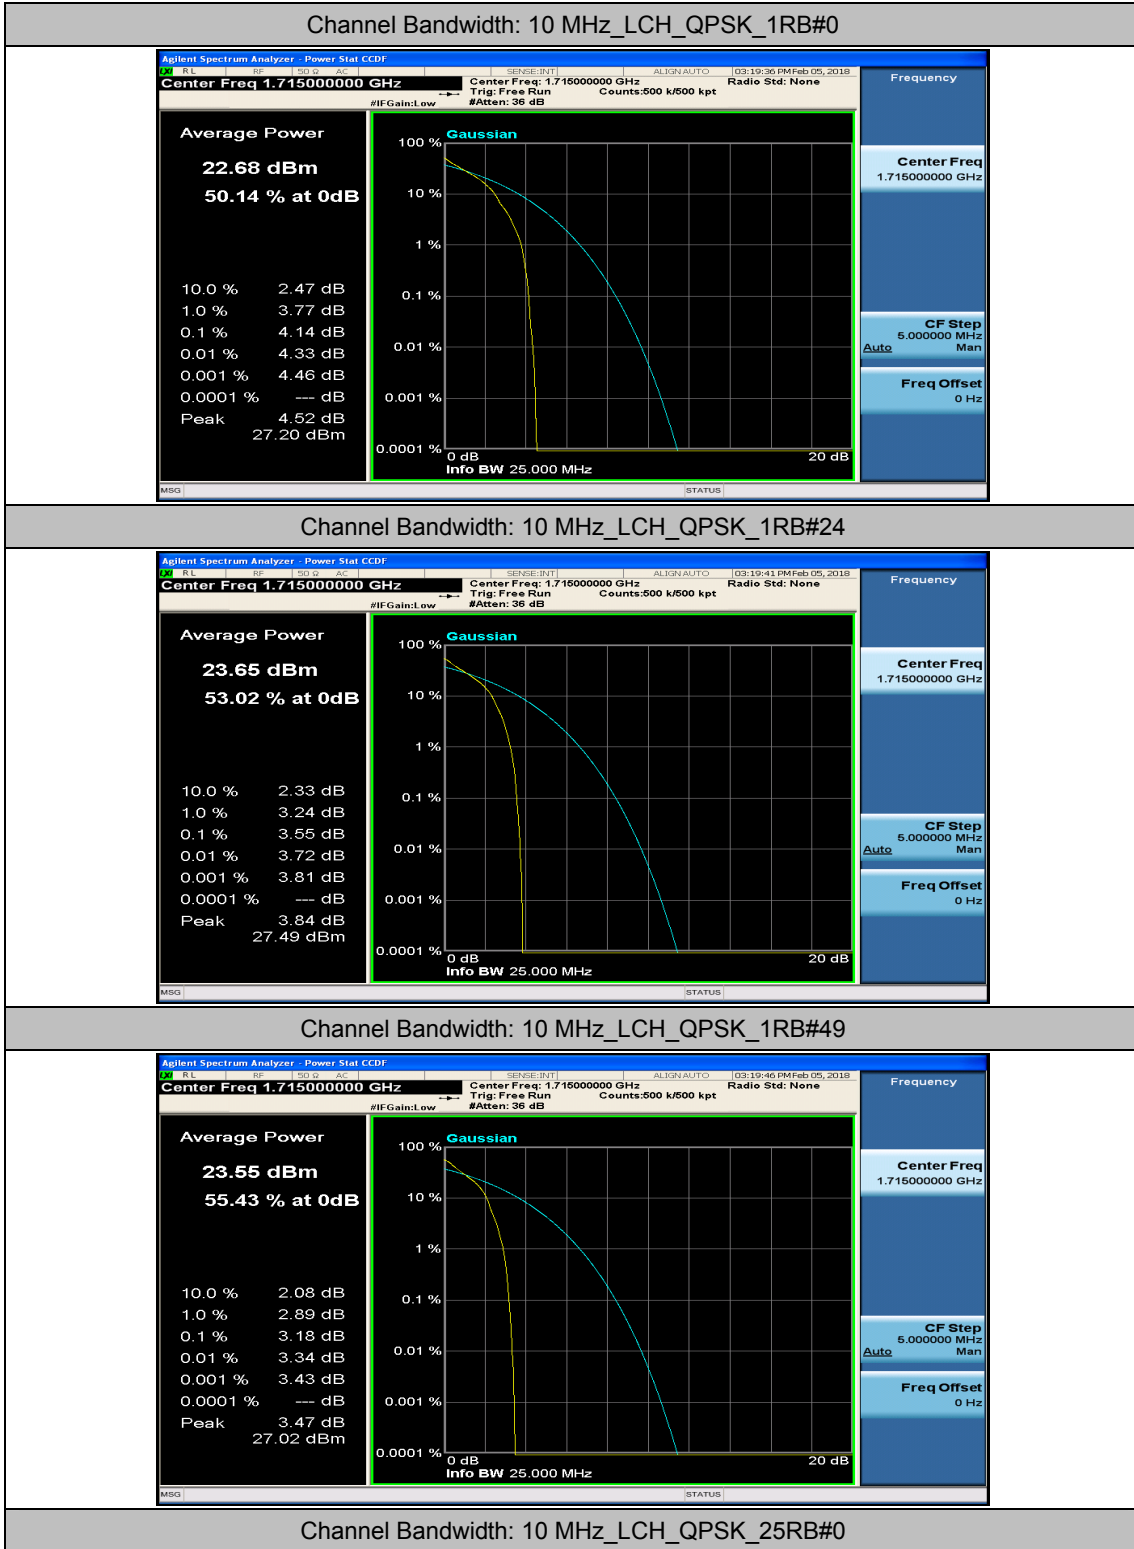 Channel Bandwidth: 10 MHz_LCH_QPSK_1RB#0
Agilent Spectrum Analyzer - Power Stat CCDF
LXI RL RF 50 Ω AC SENSE:INT ALIGN AUTO 03:19:36 PM Feb 05, 2018
Center Freq 1.715000000 GHz
Center Freq: 1.715000000 GHz Radio Std: None
Trig: Free Run Counts:500 k/500 kpt
#IFGain:Low #Atten: 36 dB
Frequency
Average Power
22.68 dBm
50.14 % at 0dB
10.0 % 2.47 dB
1.0 % 3.77 dB
0.1 % 4.14 dB
0.01 % 4.33 dB
0.001 % 4.46 dB
0.0001 % --- dB
Peak 4.52 dB
27.20 dBm
Gaussian
100 %
10 %
1 %
0.1 %
0.01 %
0.001 %
0.0001 %
0 dB 20 dB
Info BW 25.000 MHz
Center Freq
1.715000000 GHz
CF Step
5.000000 MHz
Auto Man
Freq Offset
0 Hz
MSG STATUS
Channel Bandwidth: 10 MHz_LCH_QPSK_1RB#24
Agilent Spectrum Analyzer - Power Stat CCDF
LXI RL RF 50 Ω AC SENSE:INT ALIGN AUTO 03:19:41 PM Feb 05, 2018
Center Freq 1.715000000 GHz
Center Freq: 1.715000000 GHz Radio Std: None
Trig: Free Run Counts:500 k/500 kpt
#IFGain:Low #Atten: 36 dB
Frequency
Average Power
23.65 dBm
53.02 % at 0dB
10.0 % 2.33 dB
1.0 % 3.24 dB
0.1 % 3.55 dB
0.01 % 3.72 dB
0.001 % 3.81 dB
0.0001 % --- dB
Peak 3.84 dB
27.49 dBm
Gaussian
100 %
10 %
1 %
0.1 %
0.01 %
0.001 %
0.0001 %
0 dB 20 dB
Info BW 25.000 MHz
Center Freq
1.715000000 GHz
CF Step
5.000000 MHz
Auto Man
Freq Offset
0 Hz
MSG STATUS
Channel Bandwidth: 10 MHz_LCH_QPSK_1RB#49
Agilent Spectrum Analyzer - Power Stat CCDF
LXI RL RF 50 Ω AC SENSE:INT ALIGN AUTO 03:19:46 PM Feb 05, 2018
Center Freq 1.715000000 GHz
Center Freq: 1.715000000 GHz Radio Std: None
Trig: Free Run Counts:500 k/500 kpt
#IFGain:Low #Atten: 36 dB
Frequency
Average Power
23.55 dBm
55.43 % at 0dB
10.0 % 2.08 dB
1.0 % 2.89 dB
0.1 % 3.18 dB
0.01 % 3.34 dB
0.001 % 3.43 dB
0.0001 % --- dB
Peak 3.47 dB
27.02 dBm
Gaussian
100 %
10 %
1 %
0.1 %
0.01 %
0.001 %
0.0001 %
0 dB 20 dB
Info BW 25.000 MHz
Center Freq
1.715000000 GHz
CF Step
5.000000 MHz
Auto Man
Freq Offset
0 Hz
MSG STATUS
Channel Bandwidth: 10 MHz_LCH_QPSK_25RB#0